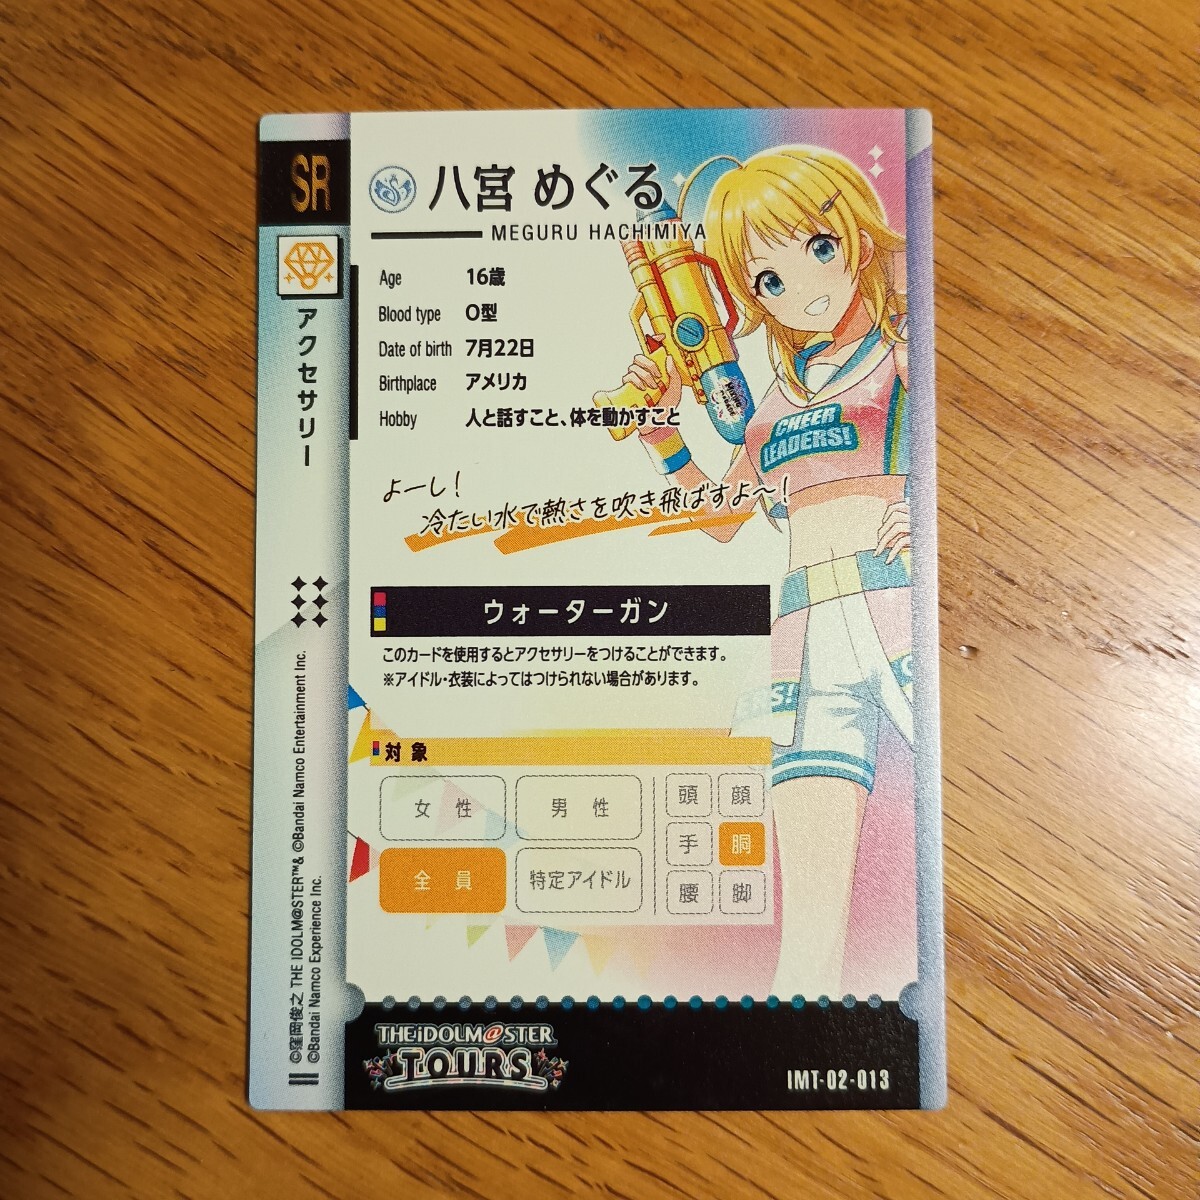 SR
アクセサリー
八宮 めぐる
MEGURU HACHIMIYA
Age 16歳
Blood type O型
Date of birth 7月22日
Birthplace アメリカ
Hobby 人と話すこと、体を動かすこと
CHEER
LEADERS!
よーし!
冷たい水で熱さを吹き飛ばすよ〜!
ウォーターガン
このカードを使用するとアクセサリーをつけることができます。
※アイドル・衣装によってはつけられない場合があります。
ERS!
対象
女性 男性
全員 特定アイドル
頭 顔
手 胴
腰 脚
©窪岡俊之 THE IDOLM@STER™& ©Bandai Namco Entertainment Inc.
©Bandai Namco Experience Inc.
THE iDOLM@STER
TOURS
IMT-02-013